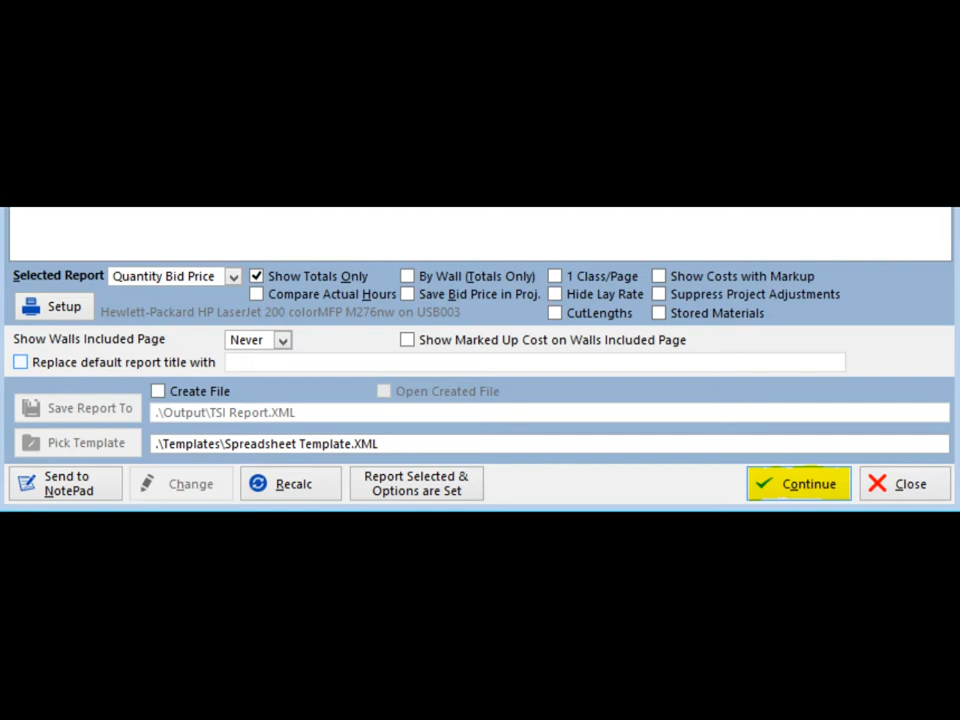 Selected Report Quantity Bid Price Show Totals Only By Wall (Totals Only) 1 Class/Page Show Costs with Markup
Compare Actual Hours Save Bid Price in Proj. Hide Lay Rate Suppress Project Adjustments
Setup Hewlett-Packard HP LaserJet 200 colorMFP M276nw on USB003 CutLengths Stored Materials
Show Walls Included Page Never Show Marked Up Cost on Walls Included Page
Replace default report title with
Create File Open Created File
Save Report To .\Output\TSI Report.XML
Pick Template .\Templates\Spreadsheet Template.XML
Send to
NotePad
Change
Recalc
Report Selected &
Options are Set
Continue
Close